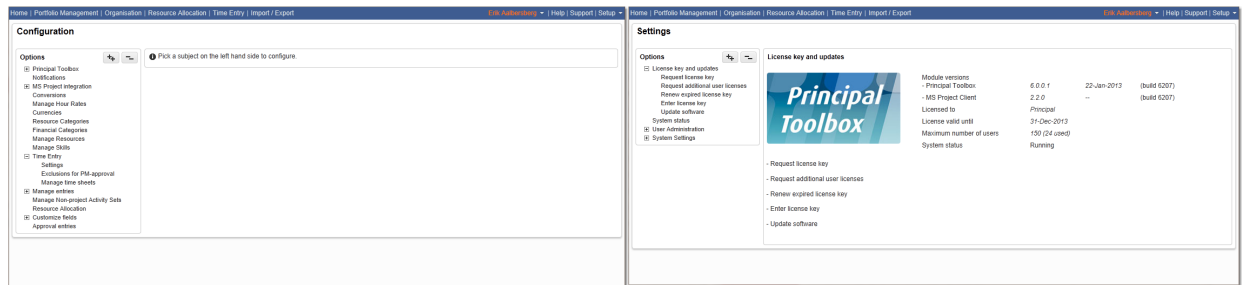 Home | Portfolio Management | Organisation | Resource Allocation | Time Entry | Import / Export
Erik Aalbersberg | Help | Support | Setup
Configuration
Options
Principal Toolbox
Notifications
MS Project integration
Conversions
Manage Hour Rates
Currencies
Resource Categories
Financial Categories
Manage Resources
Manage Skills
Time Entry
Settings
Exclusions for PM-approval
Manage time sheets
Manage entries
Manage Non-project Activity Sets
Resource Allocation
Customize fields
Approval entries
Pick a subject on the left hand side to configure.
Home | Portfolio Management | Organisation | Resource Allocation | Time Entry | Import / Export
Erik Aalbersberg | Help | Support | Setup
Settings
Options
License key and updates
Request license key
Request additional user licenses
Renew expired license key
Enter license key
Update software
System status
User Administration
System Settings
License key and updates
Principal
Toolbox
Module versions
- Principal Toolbox 6.0.0.1 22-Jan-2013 (build 6207)
- MS Project Client 2.2.0 -- (build 6207)
Licensed to Principal
License valid until 31-Dec-2013
Maximum number of users 150 (24 used)
System status Running
- Request license key
- Request additional user licenses
- Renew expired license key
- Enter license key
- Update software